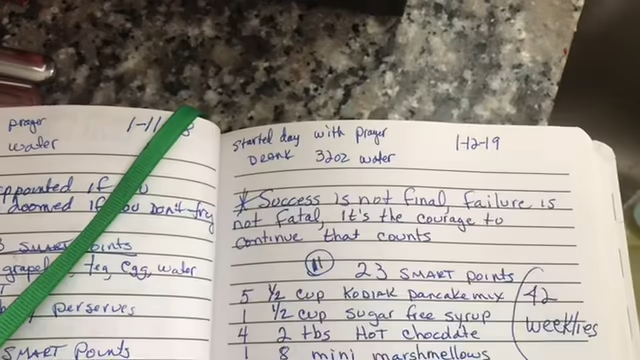 prayer 1-11
water
appointed if you
doomed if you Don't try
SMART Points
grapefr, egg, water
perserves
SMART Points
started day with prayer 1-12-19
Drank 32oz water
* Success is not final, failure is
not fatal, it's the courage to
continue that counts
11 23 SMART points
5 1/2 cup Kodiak Pancake mix
1 1/2 cup sugar free syrup
4 2 tbs Hot Chocdate
1 8 mini marshmellows
42
weeklies